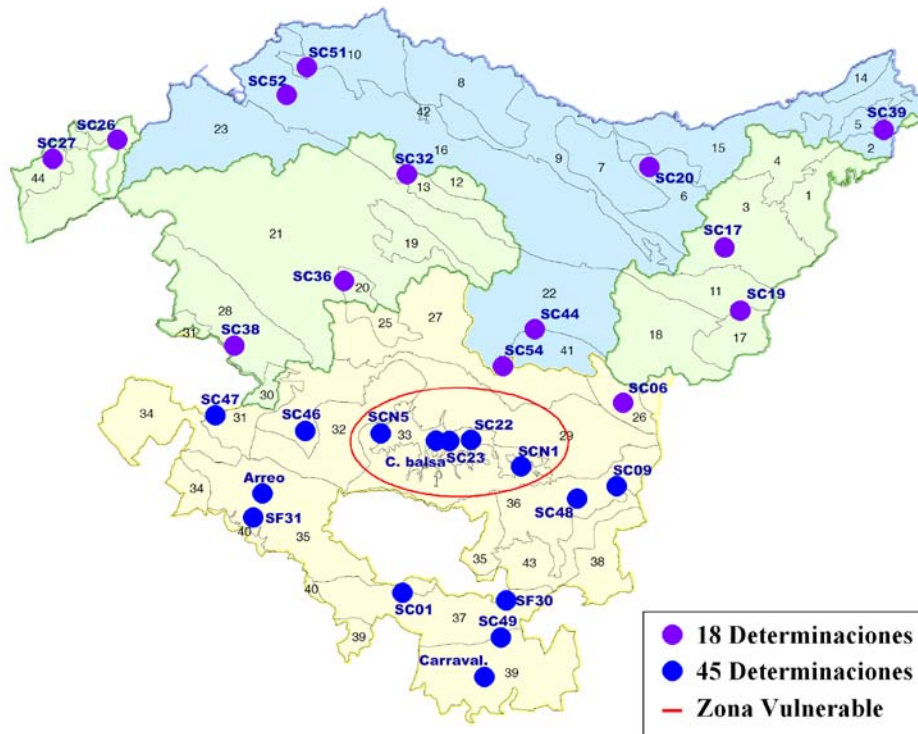 SC51
10
14
SC52
8
42
SC39
5
23
SC26
15
2
SC27
16
9
7
4
SC32
44
13
12
SC20
6
1
3
21
19
SC17
SC36
20
22
11
SC19
28
25
27
SC44
18
17
31
SC38
41
SC54
30
SC06
34
SC47
31
SC46
32
SCN5
33
SC22
29
26
C. balsa
SC23
SCN1
34
Arreo
36
SC09
SC48
SF31
40
35
35
43
38
40
SC01
SF30
37
SC49
39
Carraval.
39
18 Determinaciones
45 Determinaciones
Zona Vulnerable